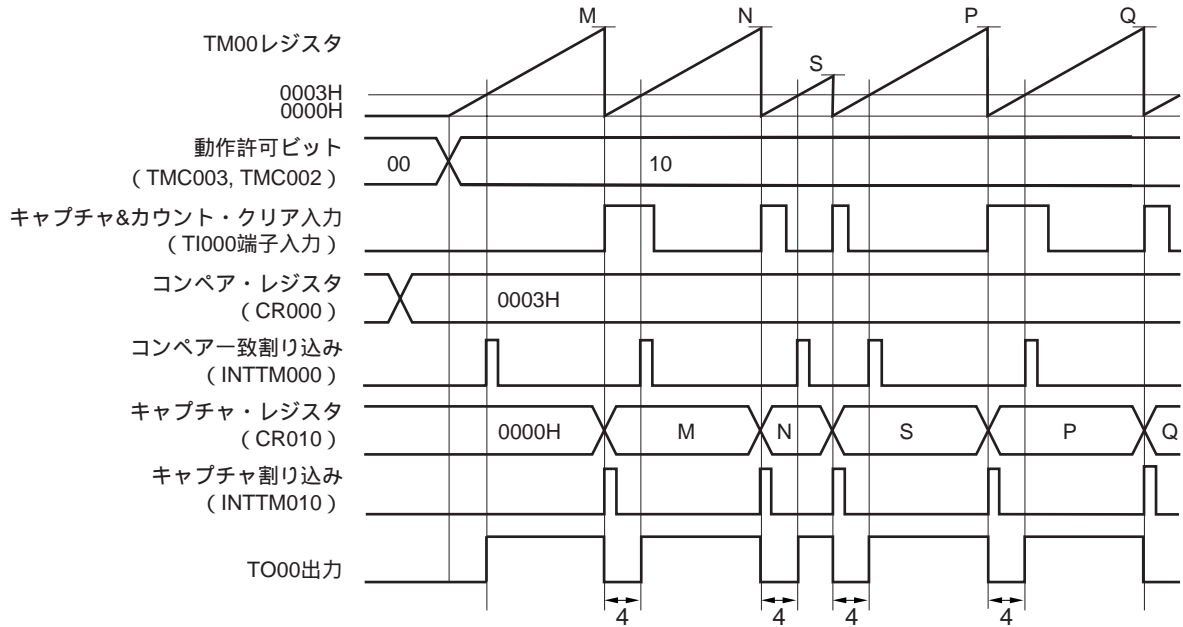 M N S P Q
TM00レジスタ
0003H
0000H
動作許可ビット
（TMC003, TMC002）
00 10
キャプチャ&カウント・クリア入力
（TI000端子入力）
コンペア・レジスタ
（CR000）
0003H
コンペア一致割り込み
（INTTM000）
キャプチャ・レジスタ
（CR010）
0000H M N S P Q
キャプチャ割り込み
（INTTM010）
TO00出力
4 4 4 4